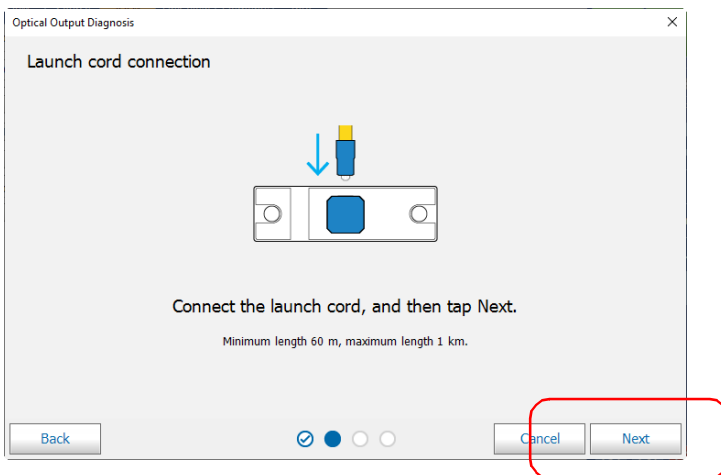 Optical Output Diagnosis
Launch cord connection
Connect the launch cord, and then tap Next.
Minimum length 60 m, maximum length 1 km.
Back
Cancel
Next